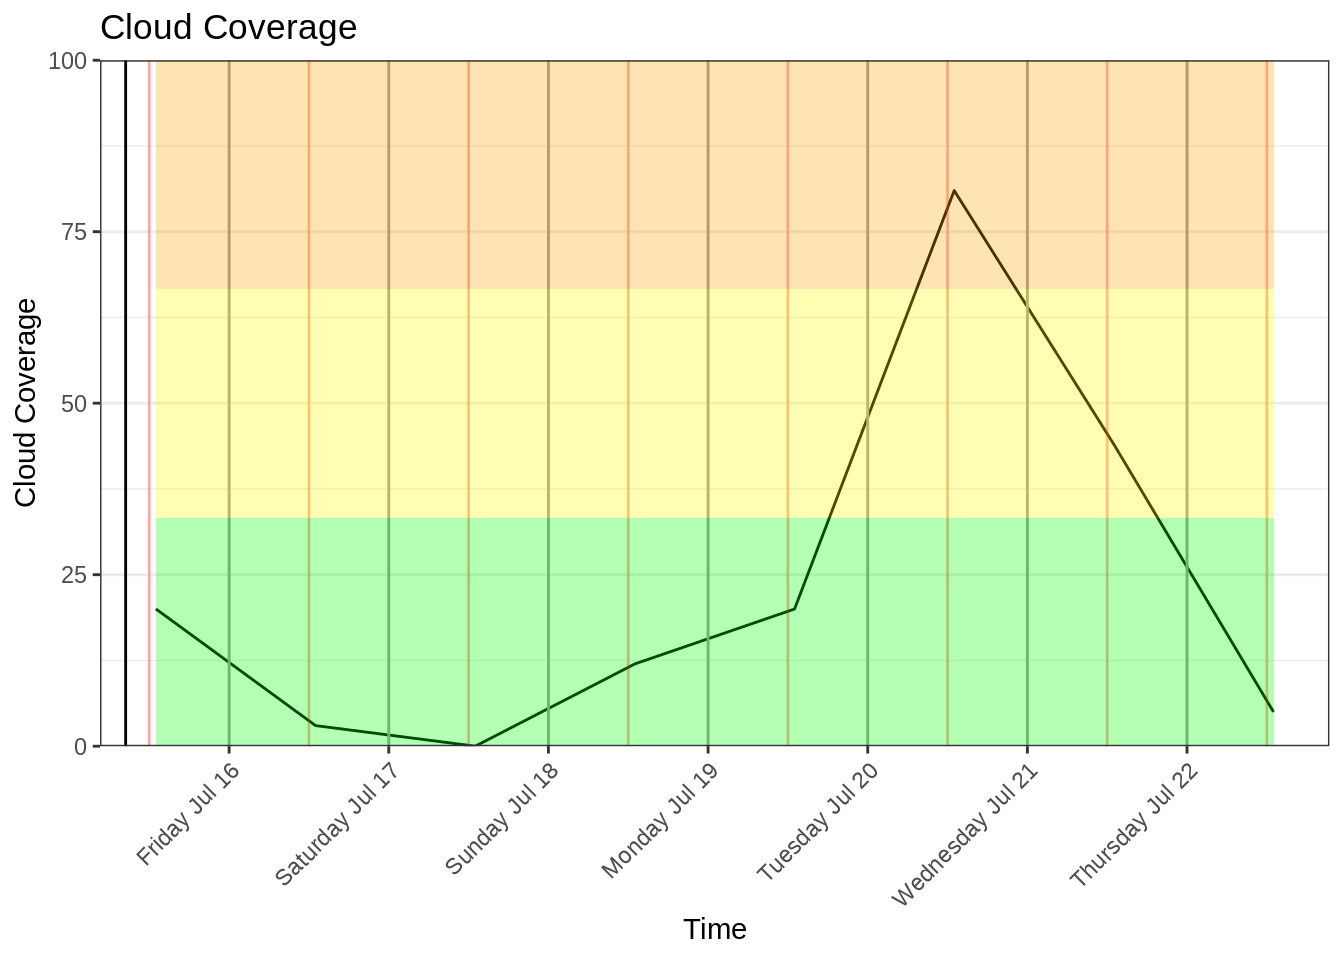 Cloud Coverage
100
75
50
25
0
Cloud Coverage
Friday Jul 16
Saturday Jul 17
Sunday Jul 18
Monday Jul 19
Tuesday Jul 20
Wednesday Jul 21
Thursday Jul 22
Time